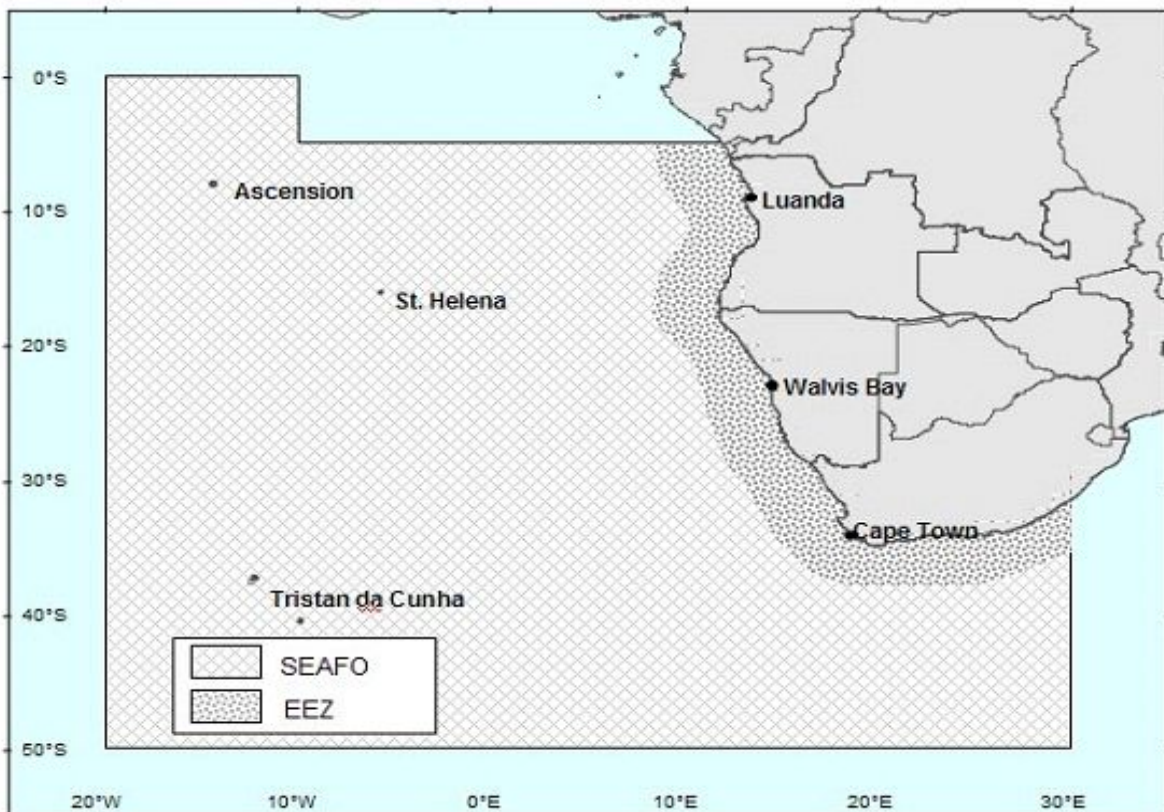 0°S
Ascension
10°S
Luanda
St. Helena
20°S
Walvis Bay
30°S
Cape Town
Tristan da Cunha
40°S
SEAFO
EEZ
50°S
20°W 10°W 0°E 10°E 20°E 30°E